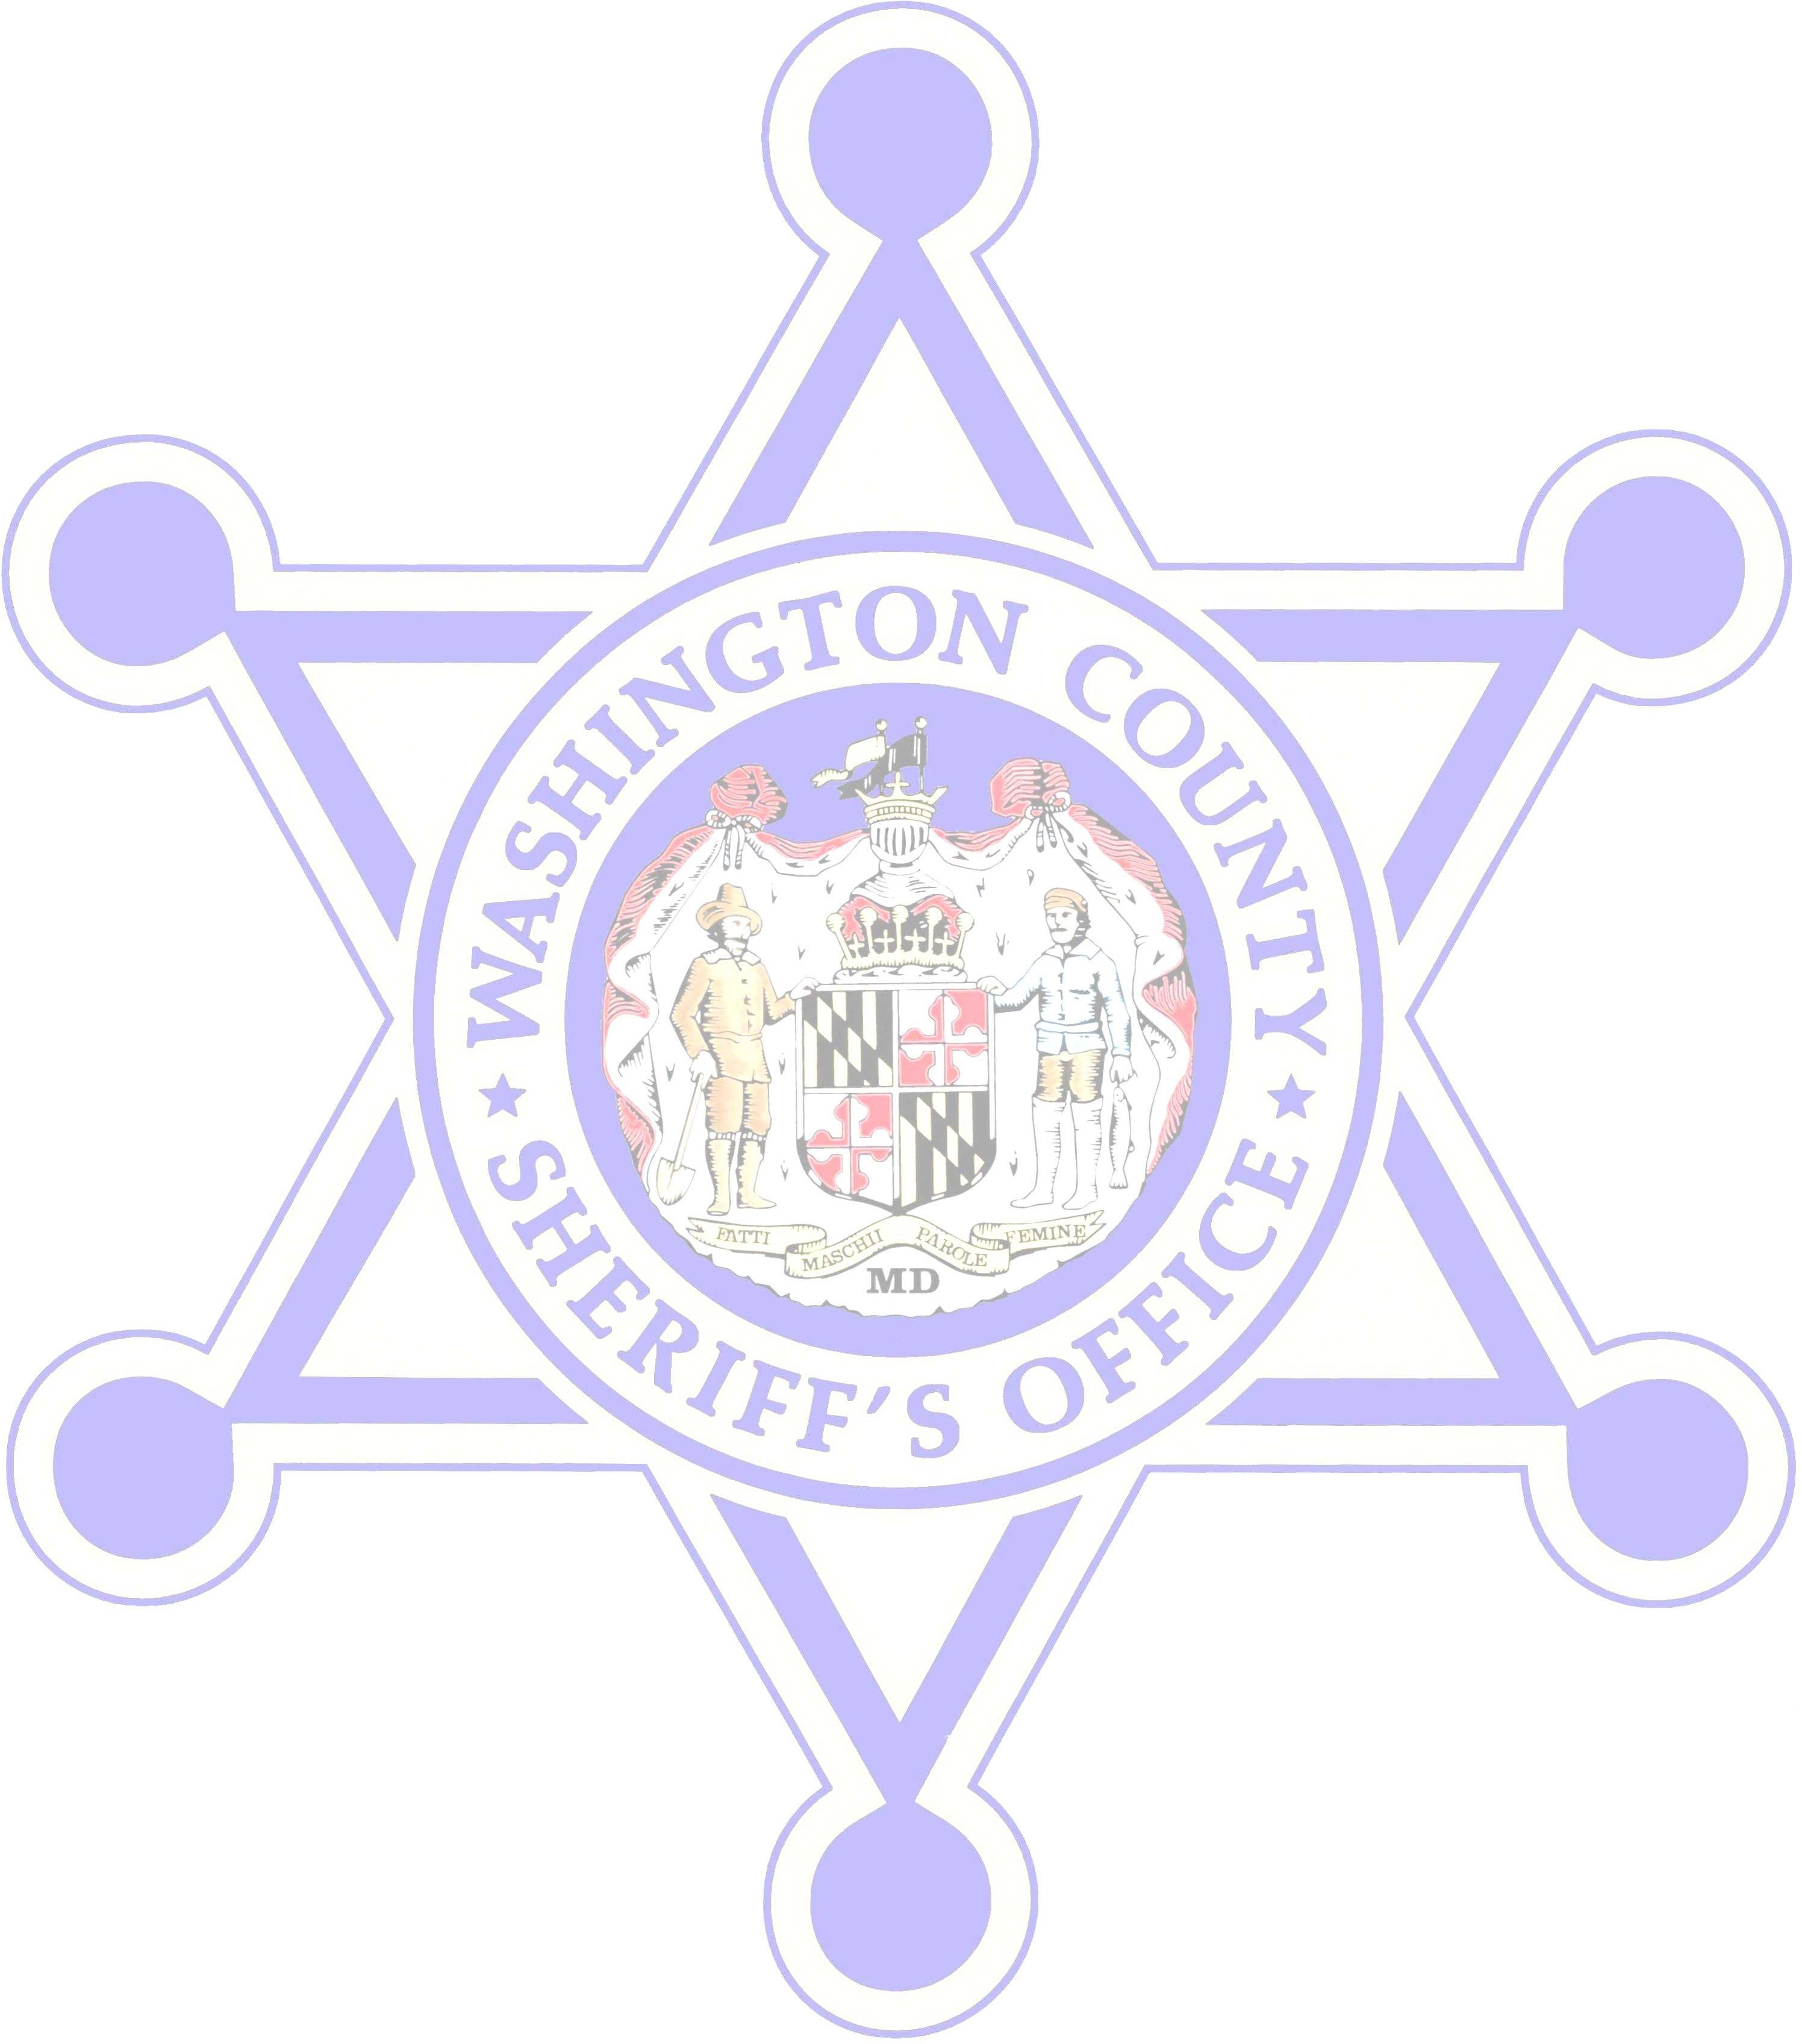 WASHINGTON COUNTY
FATTI MASCHII PAROLE FEMINE
MD
SHERIFF'S OFFICE